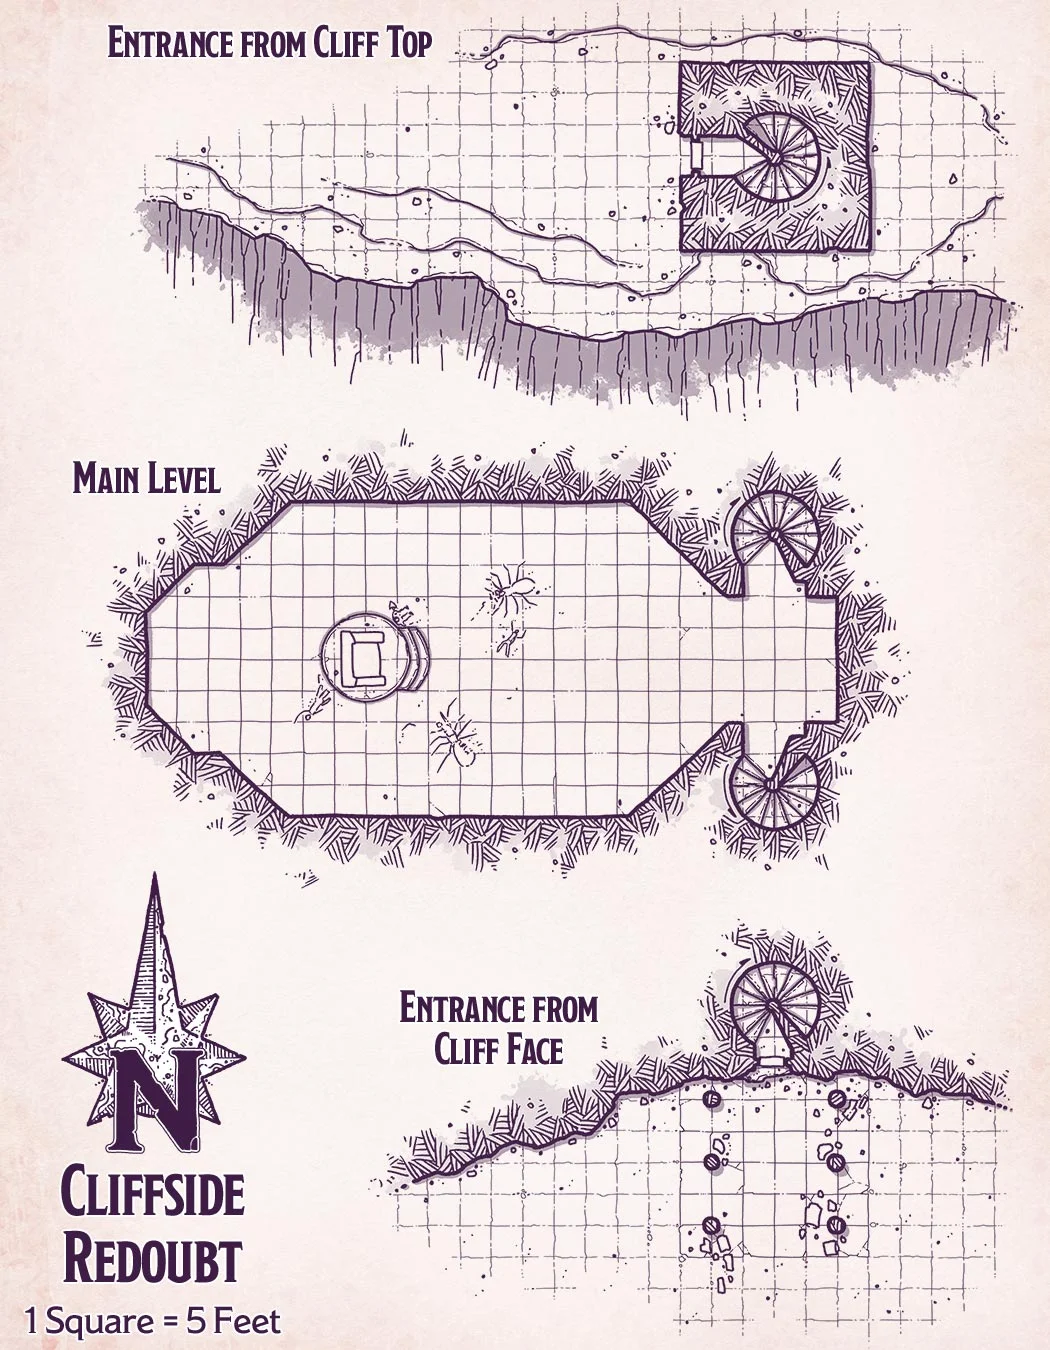 Entrance from Cliff Top
Main Level
Entrance from
Cliff Face
N
Cliffside
Redoubt
1 Square = 5 Feet